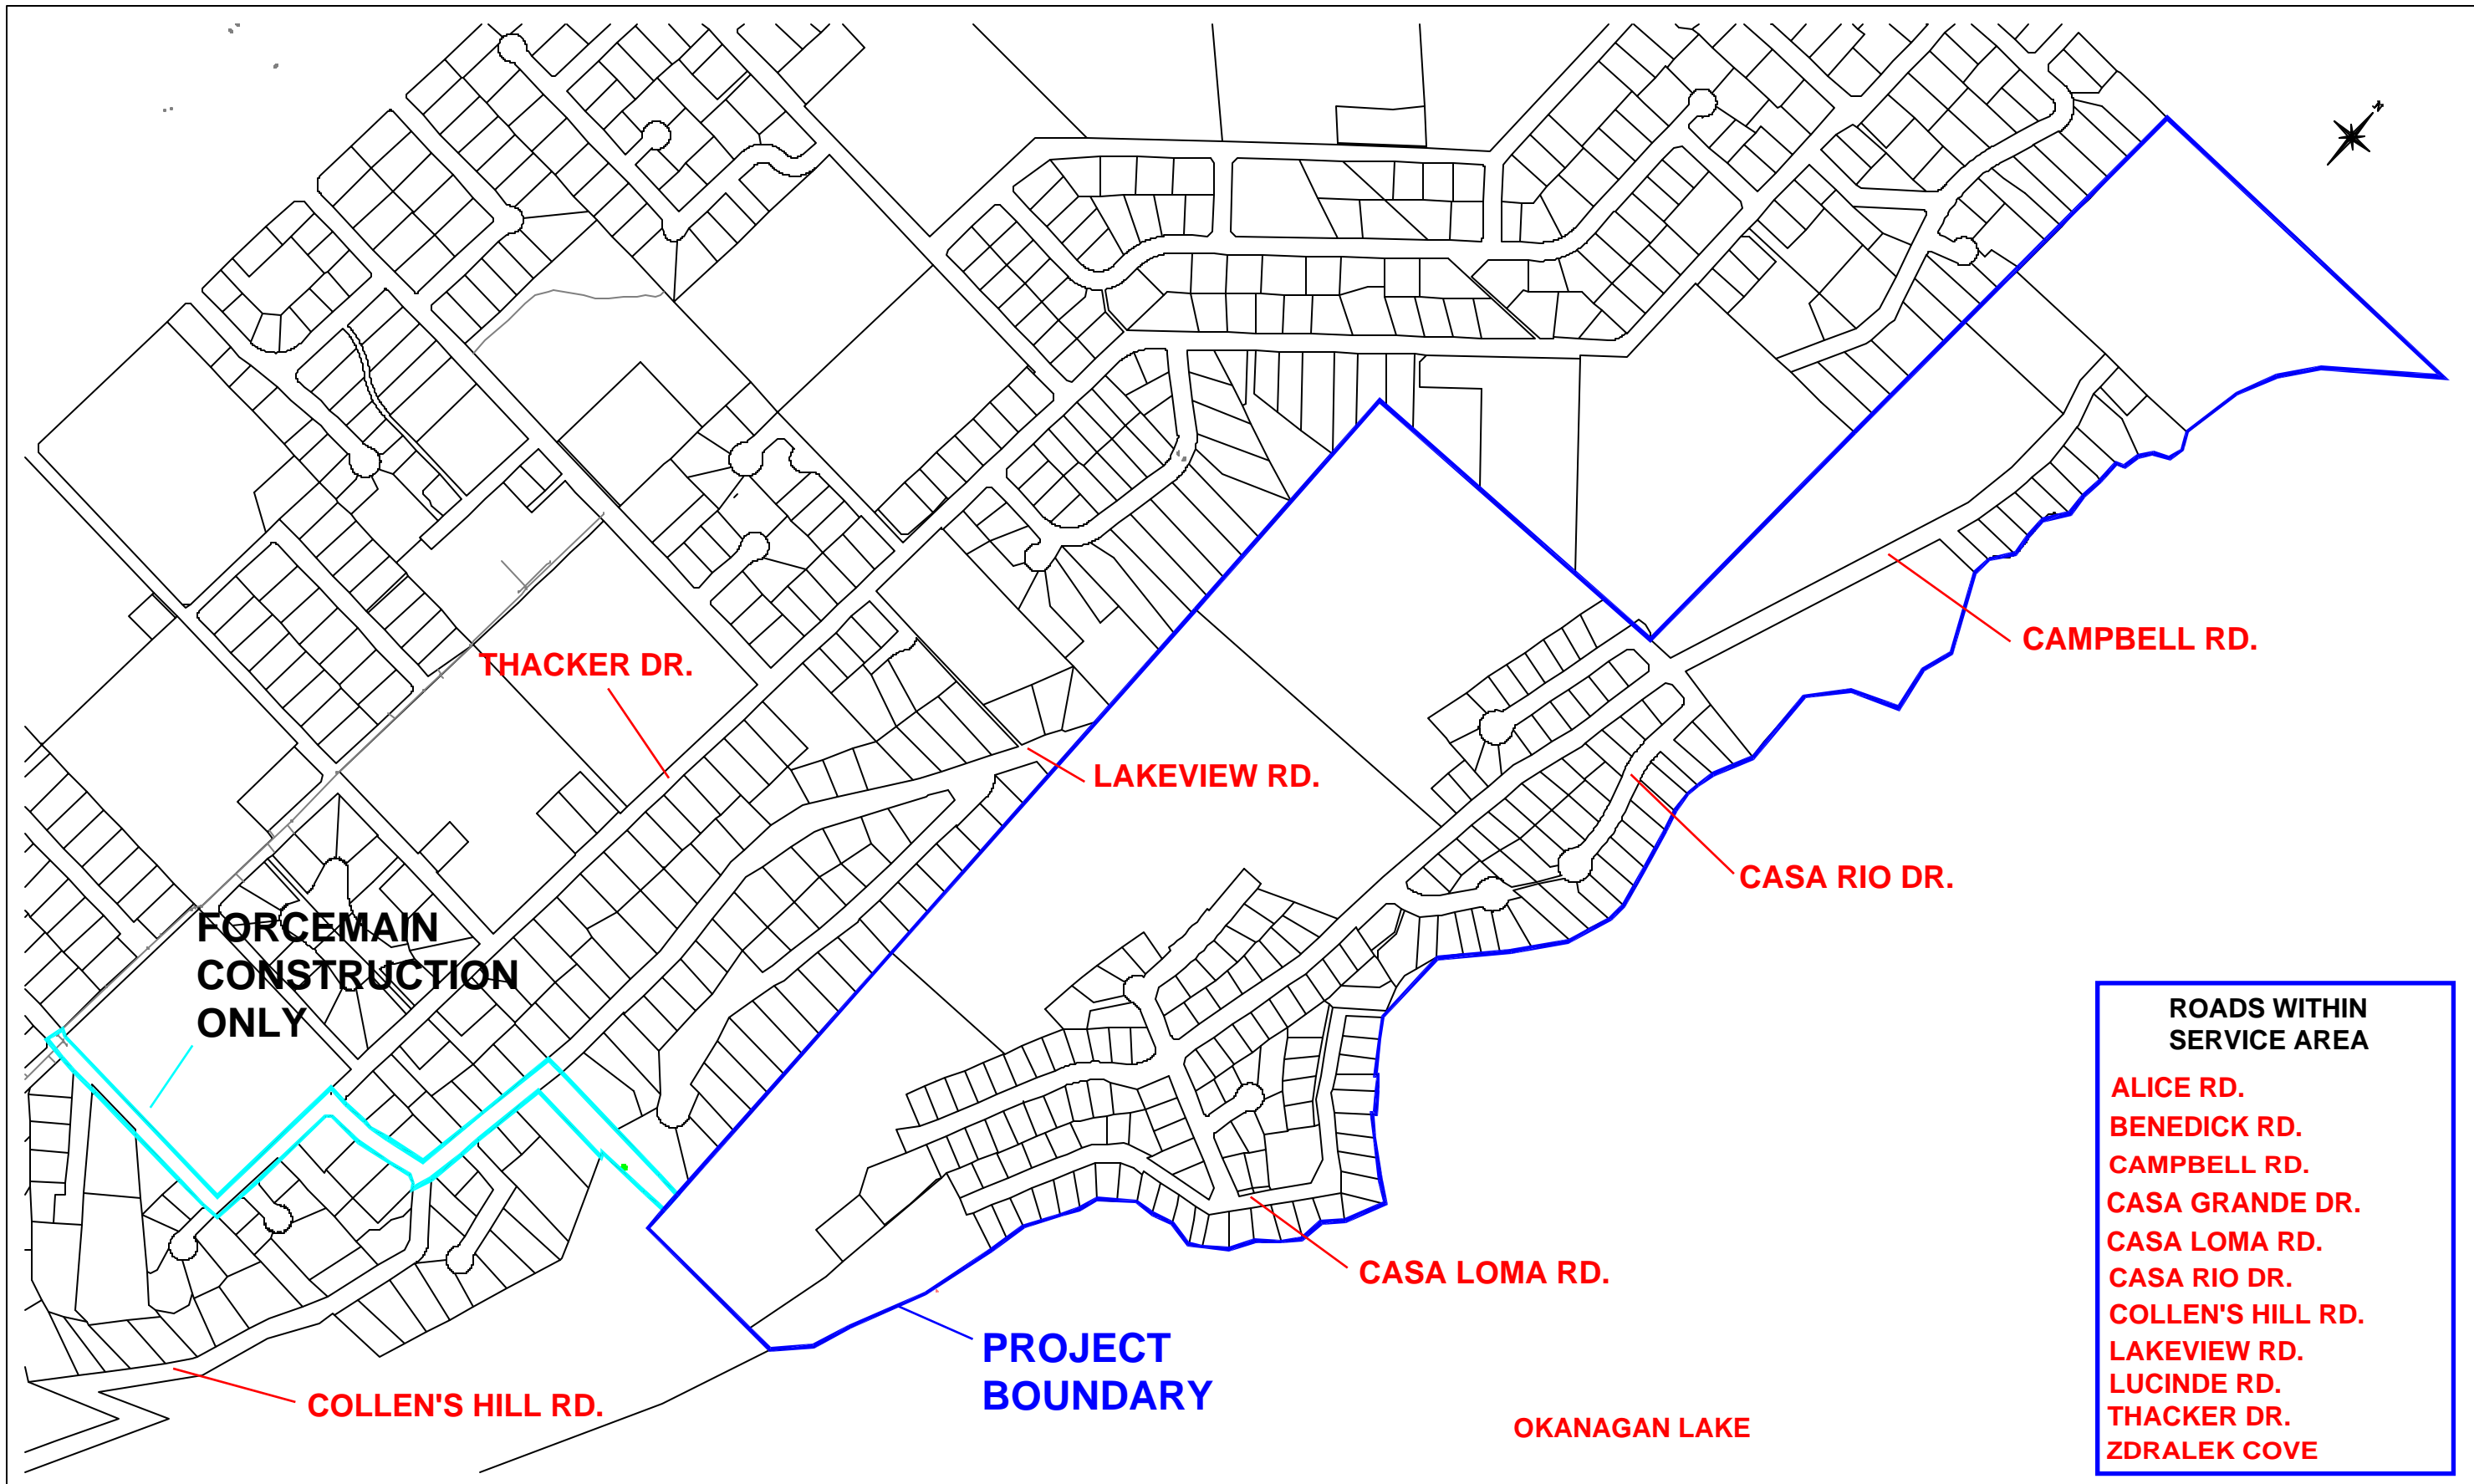 THACKER DR.
CAMPBELL RD.
LAKEVIEW RD.
CASA RIO DR.
FORCEMAIN
CONSTRUCTION
ONLY
CASA LOMA RD.
PROJECT
BOUNDARY
COLLEN'S HILL RD.
OKANAGAN LAKE
ROADS WITHIN
SERVICE AREA
ALICE RD.
BENEDICK RD.
CAMPBELL RD.
CASA GRANDE DR.
CASA LOMA RD.
CASA RIO DR.
COLLEN'S HILL RD.
LAKEVIEW RD.
LUCINDE RD.
THACKER DR.
ZDRALEK COVE